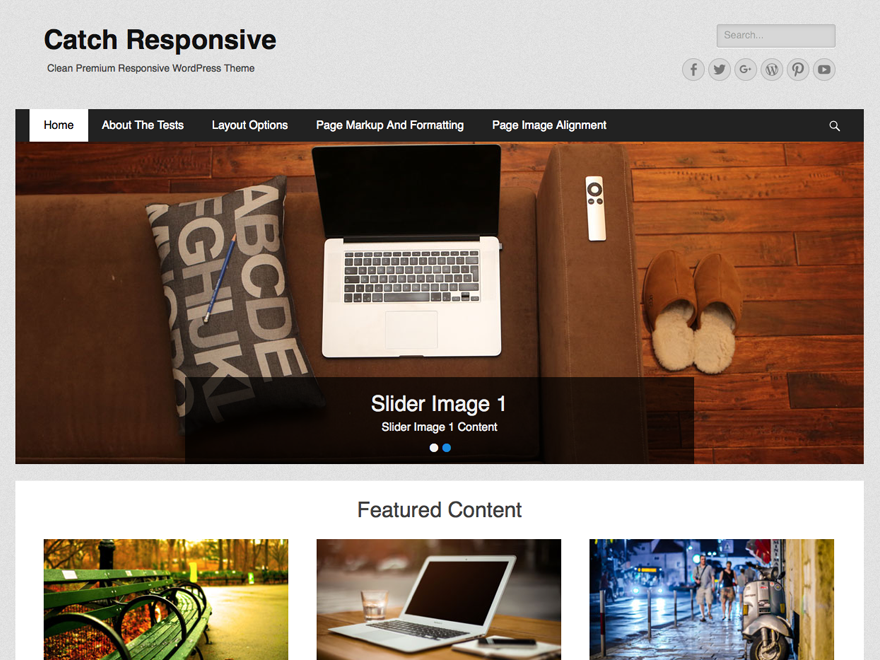 Catch Responsive
Search...
Clean Premium Responsive WordPress Theme
Home About The Tests Layout Options Page Markup And Formatting Page Image Alignment
ABCDE
Slider Image 1
Slider Image 1 Content
Featured Content